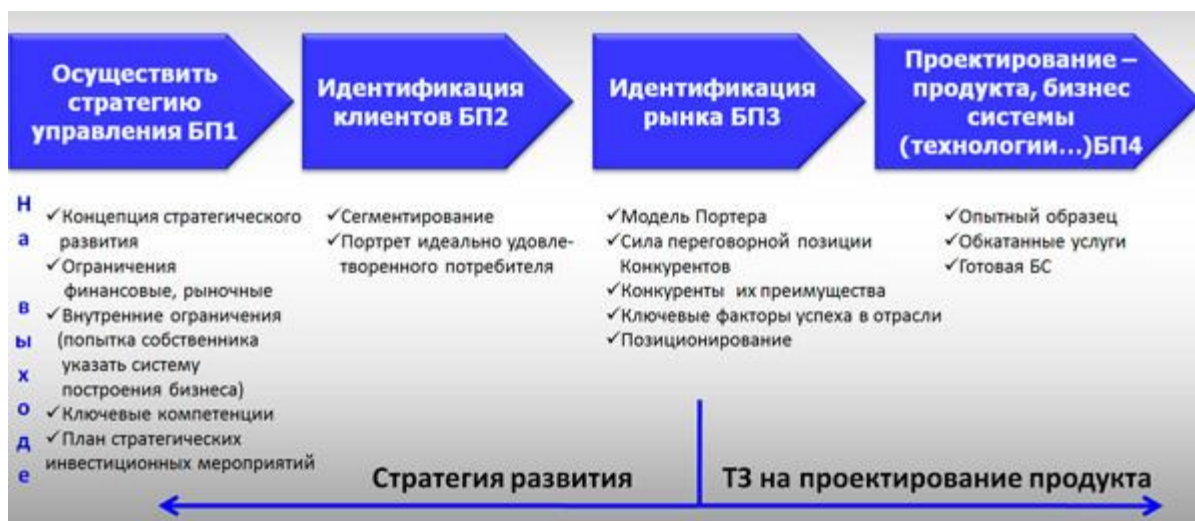 Осуществить
стратегию
управления БП1
Идентификация
клиентов БП2
Идентификация
рынка БП3
Проектирование –
продукта, бизнес
системы
(технологии...)БП4
На выходе
✓Концепция стратегического
развития
✓Ограничения
финансовые, рыночные
✓Внутренние ограничения
(попытка собственника
указать систему
построения бизнеса)
✓Ключевые компетенции
✓План стратегических
инвестиционных мероприятий
✓Сегментирование
✓Портрет идеально удовле-
творенного потребителя
✓Модель Портера
✓Сила переговорной позиции
Конкурентов
✓Конкуренты их преимущества
✓Ключевые факторы успеха в отрасли
✓Позиционирование
✓Опытный образец
✓Обкатанные услуги
✓Готовая БС
Стратегия развития
ТЗ на проектирование продукта